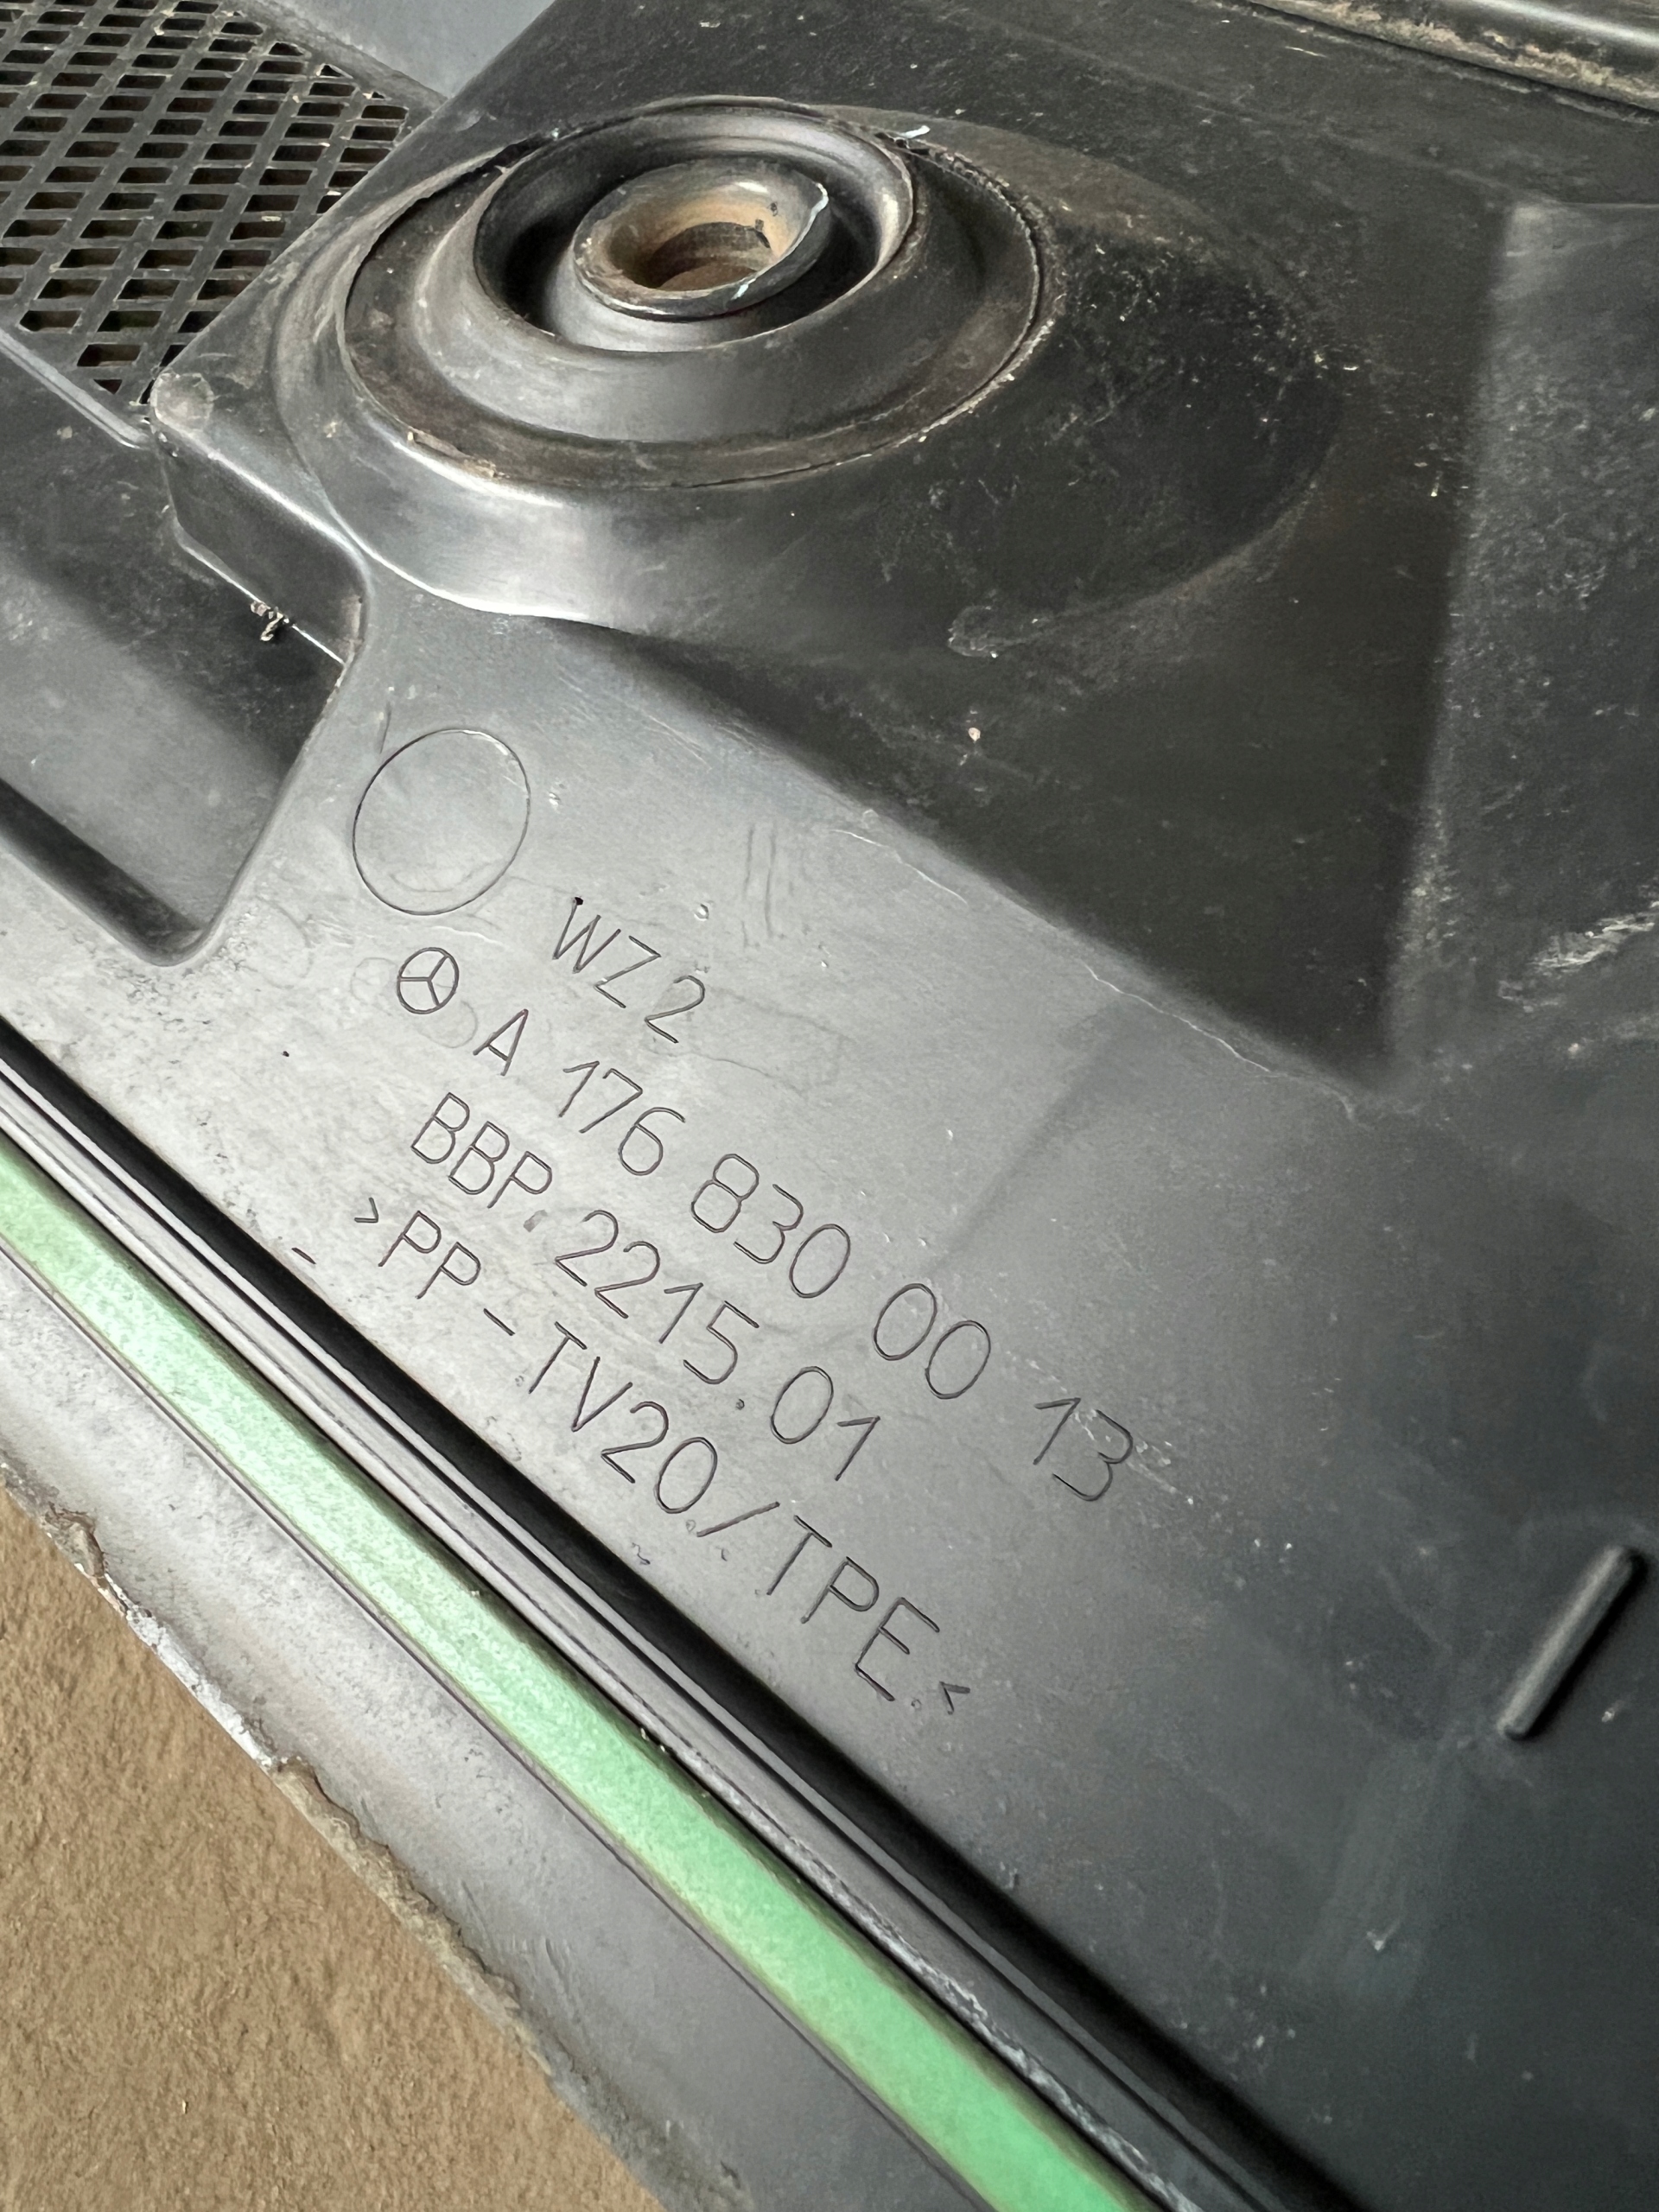 WZ2
A 176 830 00 13
BBP. 2215.01
>PP-TV20/TPE<